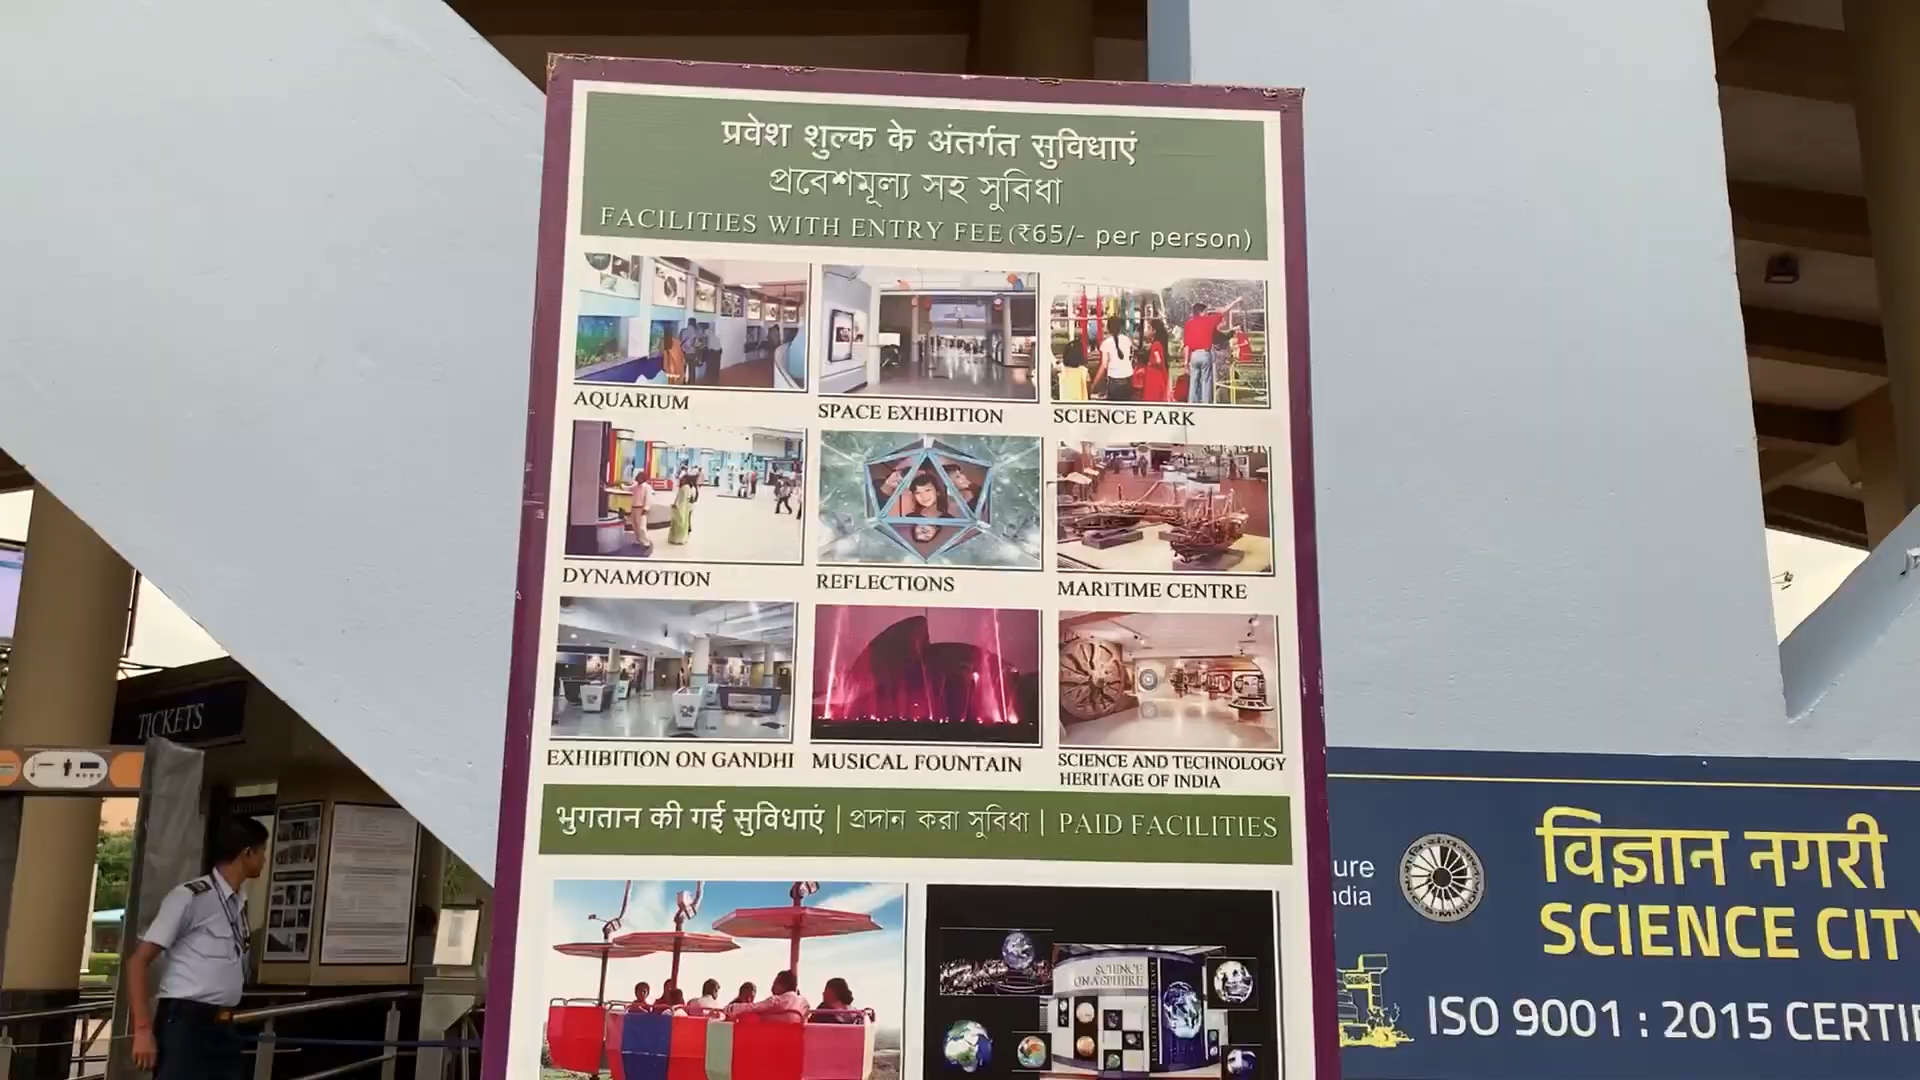 प्रवेश शुल्क के अंतर्गत सुविधाएं
প্রবেশমূল্য সহ সুবিধা
FACILITIES WITH ENTRY FEE (₹65/- per person)
AQUARIUM
SPACE EXHIBITION
SCIENCE PARK
DYNAMOTION
REFLECTIONS
MARITIME CENTRE
EXHIBITION ON GANDHI
MUSICAL FOUNTAIN
SCIENCE AND TECHNOLOGY
HERITAGE OF INDIA
भुगतान की गई सुविधाएं | প্রদান করা সুবিধা | PAID FACILITIES
SCIENCE
ON A SPHERE
TICKETS
विज्ञान नगरी
SCIENCE CITY
ISO 9001 : 2015 CERTIF